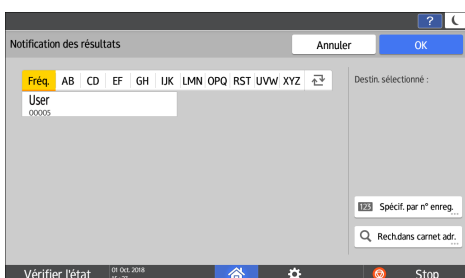 ?
Notification des résultats
Annuler
OK
Fréq. AB CD EF GH IJK LMN OPQ RST UVW XYZ
Destin. sélectionné :
User
00005
123 Spécif. par n° enreg.
Rech.dans carnet adr.
Vérifier l'état
01 Oct. 2018
Stop